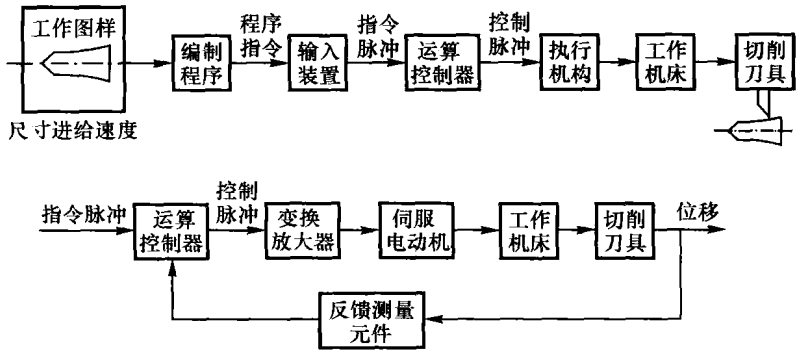 工作图样
尺寸进给速度
编制
程序
程序
指令
输入
装置
指令
脉冲
运算
控制器
控制
脉冲
执行
机构
工作
机床
切削
刀具
指令脉冲
运算
控制器
控制
脉冲
变换
放大器
伺服
电动机
工作
机床
切削
刀具
位移
反馈测量
元件